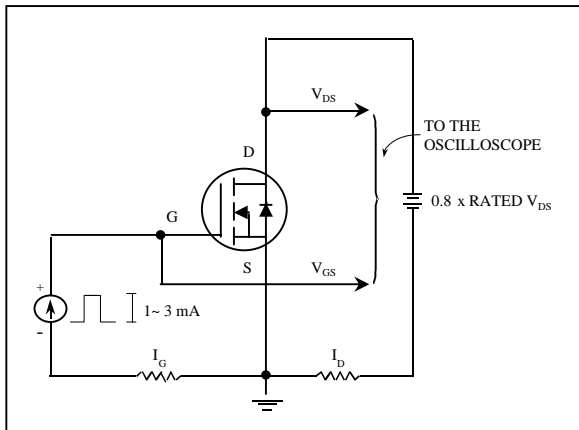 V_DS
TO THE
OSCILLOSCOPE
D
0.8 x RATED V_DS
G
S
V_GS
+
1~ 3 mA
-
I_G
I_D